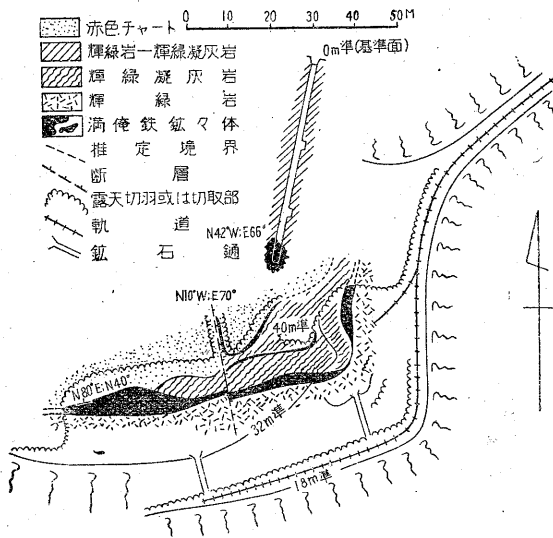 0 10 20 30 40 50 M
赤色チャート
輝緑岩一輝緑凝灰岩
輝緑凝灰岩
輝緑岩
満俺鉄鉱々体
推定境界
断層
露天切羽或は切取部
軌道
鉱石通
0m準(基準面)
N42°W;E66°
N10°W;E70°
40m準
N80°E;N40°
32m準
18m準